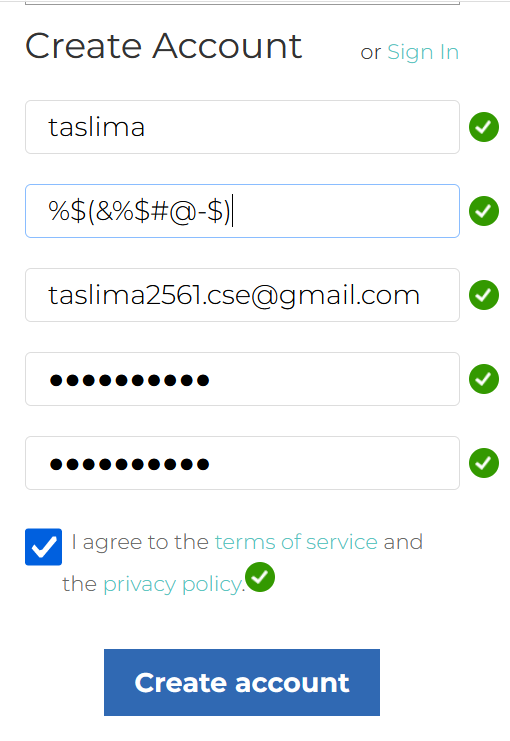 Create Account or Sign In
taslima
%$(&%$#@-$)
taslima2561.cse@gmail.com
●●●●●●●●●●
●●●●●●●●●●
I agree to the terms of service and
the privacy policy.
Create account